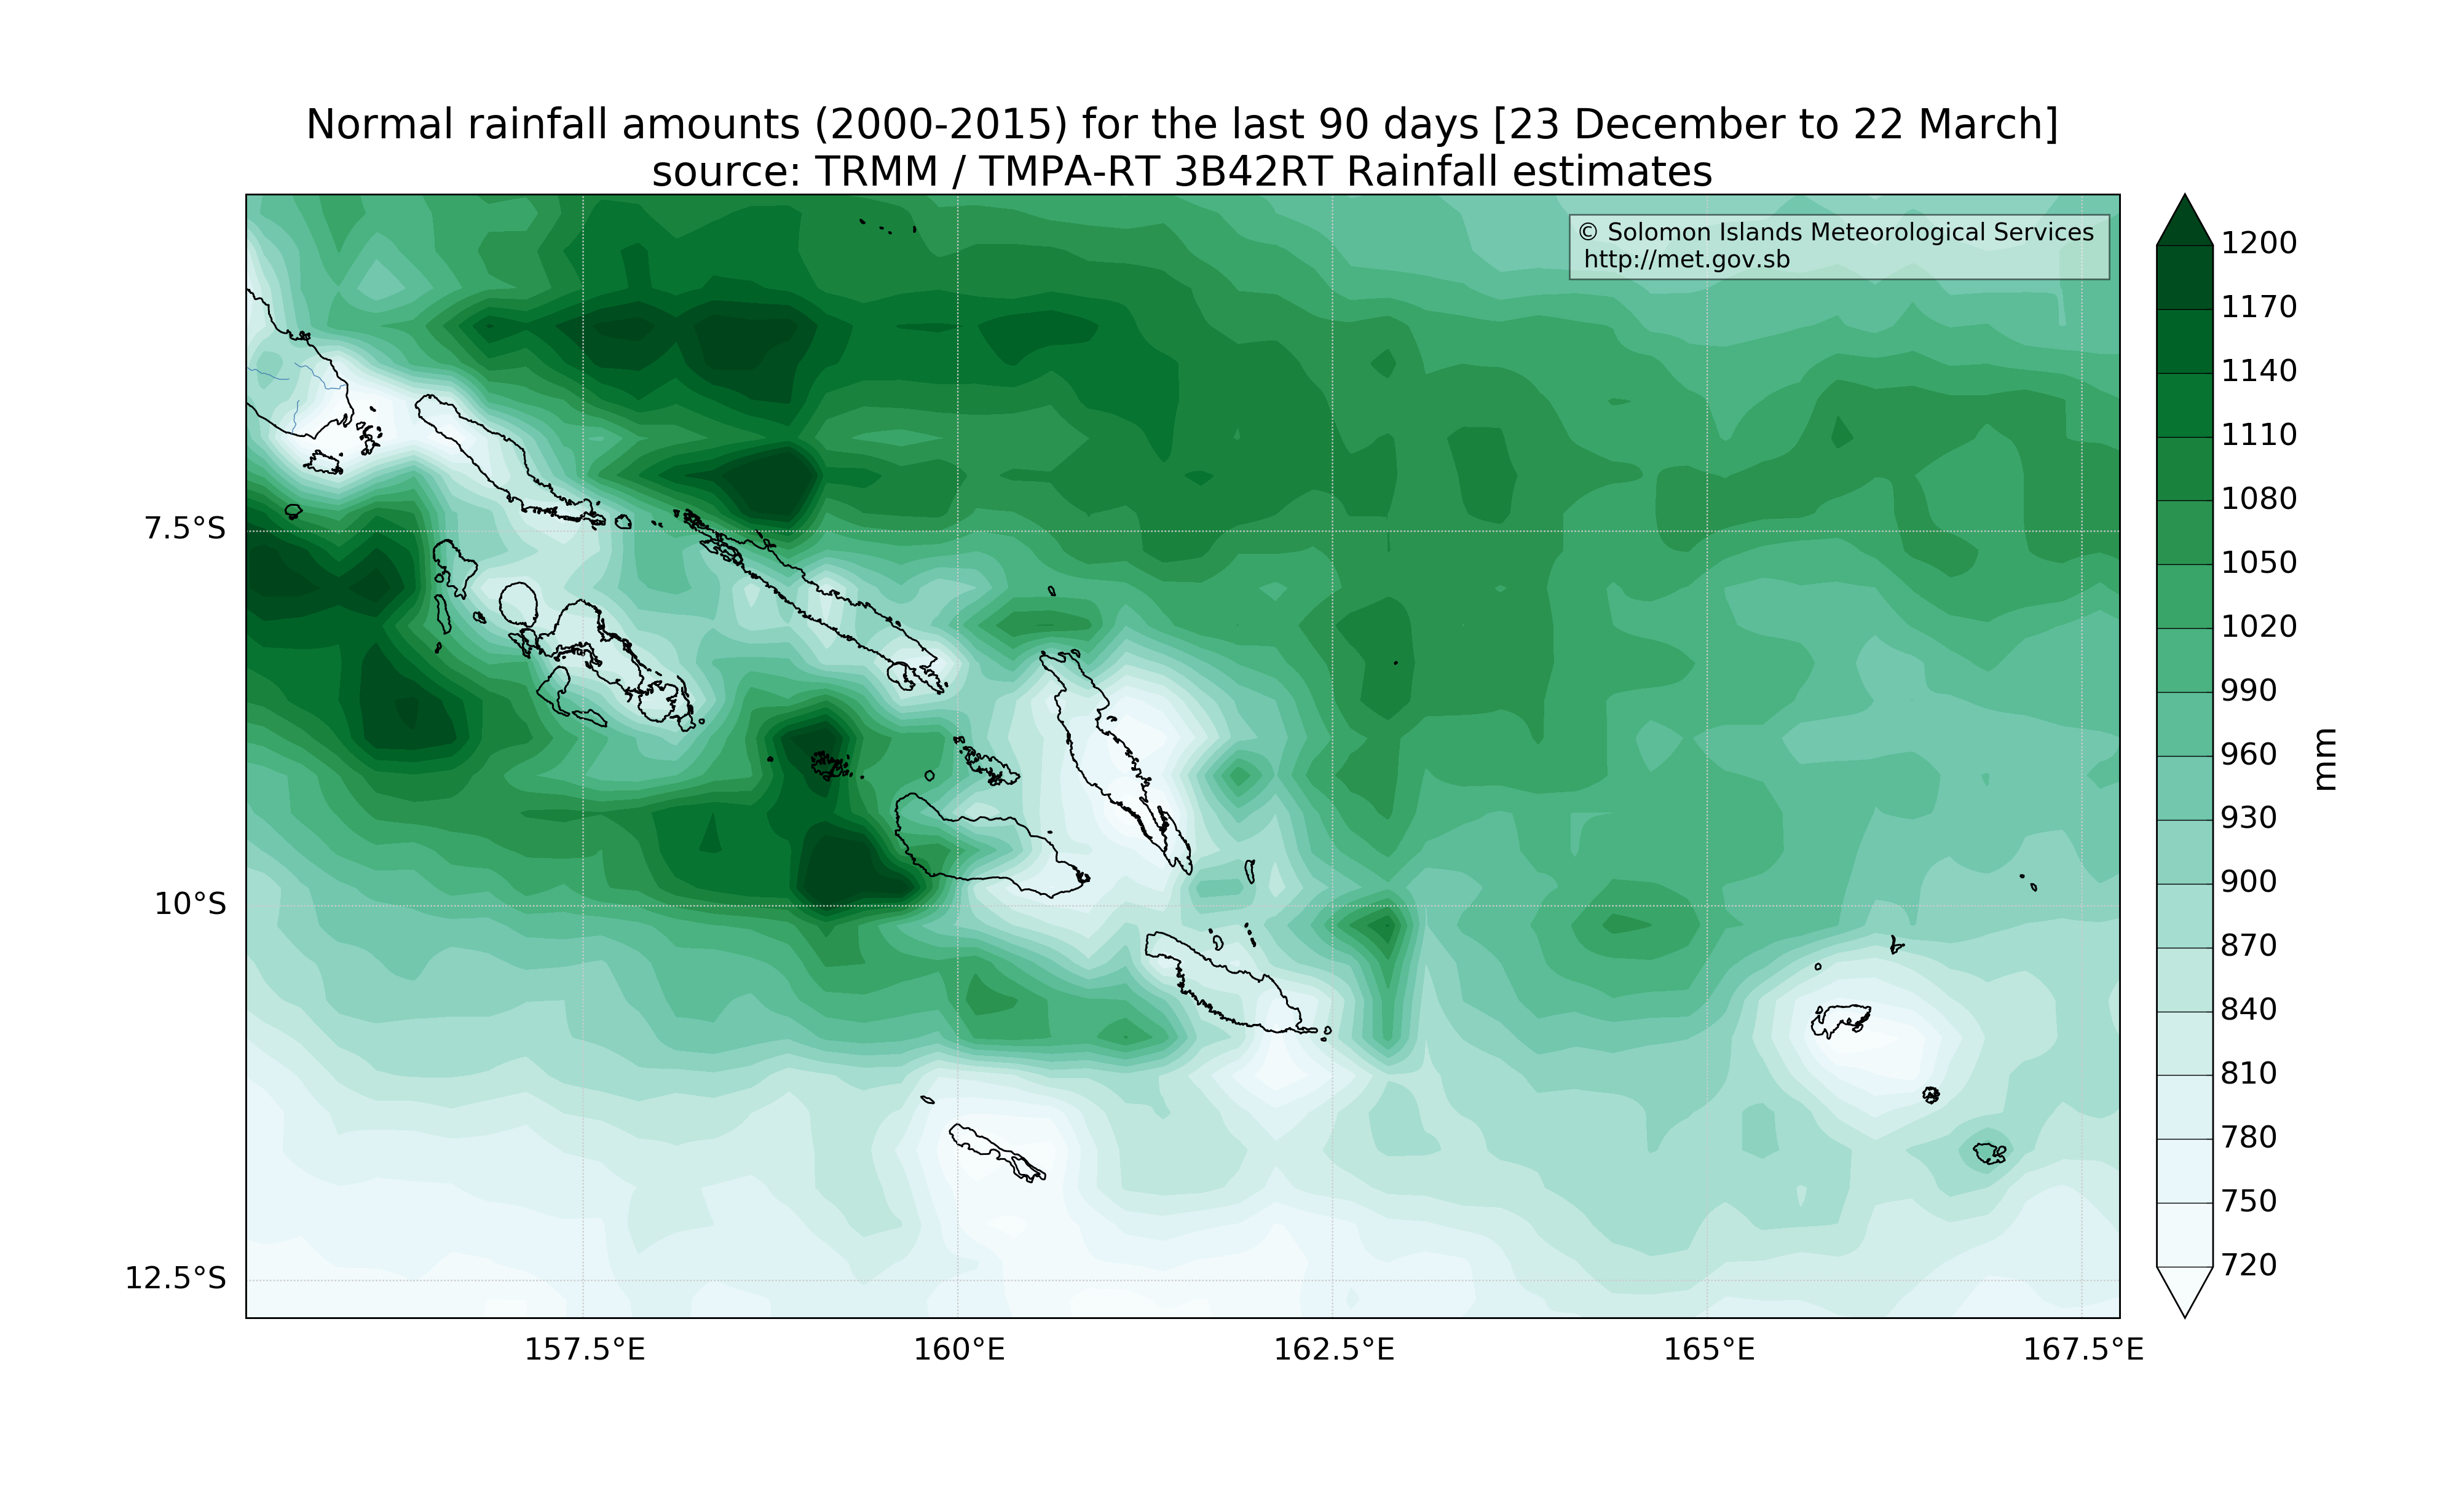 Normal rainfall amounts (2000-2015) for the last 90 days [23 December to 22 March]
source: TRMM / TMPA-RT 3B42RT Rainfall estimates
© Solomon Islands Meteorological Services
http://met.gov.sb
7.5°S
10°S
12.5°S
157.5°E
160°E
162.5°E
165°E
167.5°E
1200
1170
1140
1110
1080
1050
1020
990
960
930
900
870
840
810
780
750
720
mm